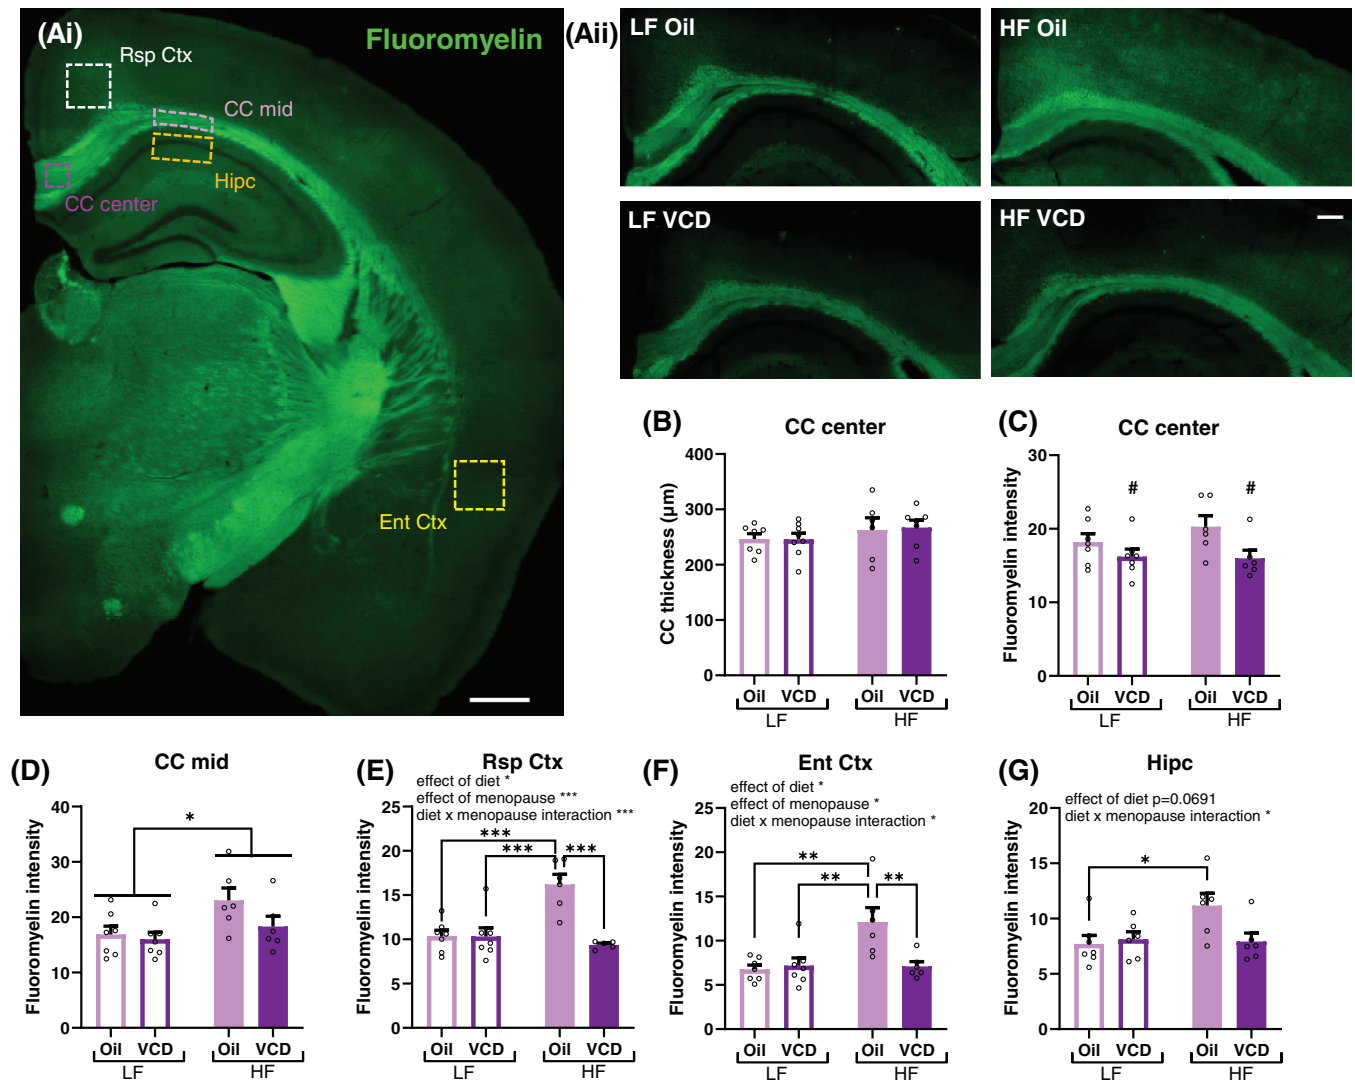 (Ai)
Fluoromyelin
Rsp Ctx
CC mid
Hipc
CC center
Ent Ctx
(Aii)
LF Oil
HF Oil
LF VCD
HF VCD
(B)
CC center
CC thickness (µm)
400
300
200
100
0
Oil VCD Oil VCD
LF HF
(C)
CC center
Fluoromyelin intensity
30
20
10
0
# #
Oil VCD Oil VCD
LF HF
(D)
CC mid
Fluoromyelin intensity
40
30
20
10
0
*
Oil VCD Oil VCD
LF HF
(E)
Rsp Ctx
effect of diet *
effect of menopause ***
diet x menopause interaction ***
Fluoromyelin intensity
25
20
15
10
5
0
***
*** ***
Oil VCD Oil VCD
LF HF
(F)
Ent Ctx
effect of diet *
effect of menopause *
diet x menopause interaction *
Fluoromyelin intensity
25
20
15
10
5
0
**
** **
Oil VCD Oil VCD
LF HF
(G)
Hipc
effect of diet p=0.0691
diet x menopause interaction *
Fluoromyelin intensity
20
15
10
5
0
*
Oil VCD Oil VCD
LF HF